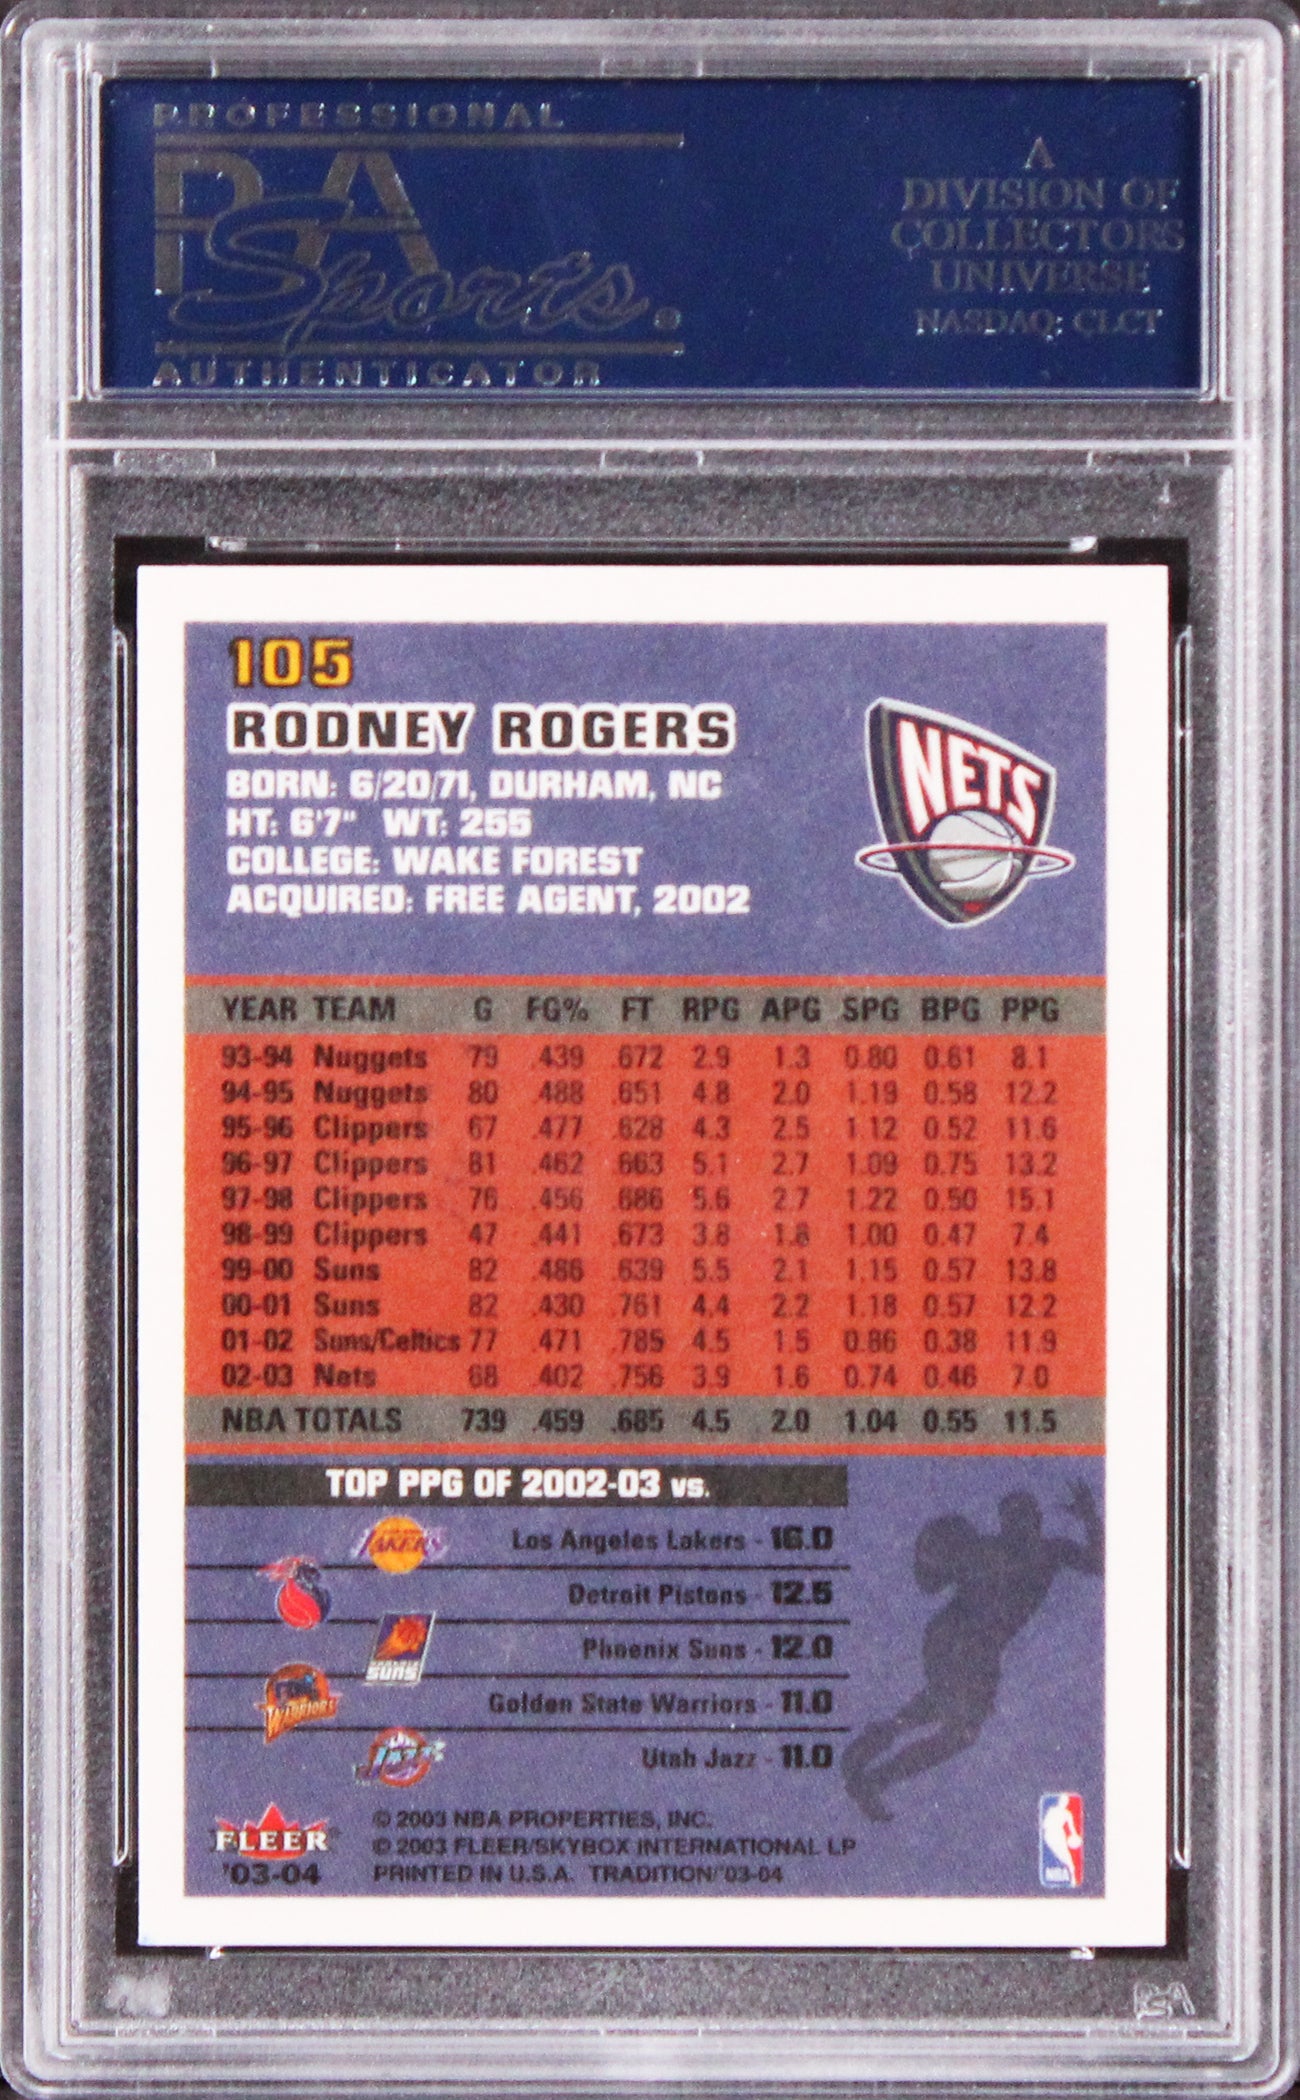 PROFESSIONAL
PSA
Sports
AUTHENTICATOR
A
DIVISION OF
COLLECTORS
UNIVERSE
NASDAQ: CLCT
105
RODNEY ROGERS
BORN: 6/20/71, DURHAM, NC
HT: 6'7" WT: 255
COLLEGE: WAKE FOREST
ACQUIRED: FREE AGENT, 2002
NETS
YEAR TEAM G FG% FT RPG APG SPG BPG PPG
93-94 Nuggets 79 .439 .672 2.9 1.3 0.80 0.61 8.1
94-95 Nuggets 80 .488 .651 4.8 2.0 1.19 0.58 12.2
95-96 Clippers 67 .477 .628 4.3 2.5 1.12 0.52 11.6
96-97 Clippers 81 .462 .663 5.1 2.7 1.09 0.75 13.2
97-98 Clippers 76 .456 .686 5.6 2.7 1.22 0.50 15.1
98-99 Clippers 47 .441 .673 3.8 1.8 1.00 0.47 7.4
99-00 Suns 82 .486 .639 5.5 2.1 1.15 0.57 13.8
00-01 Suns 82 .430 .761 4.4 2.2 1.18 0.57 12.2
01-02 Suns/Celtics 77 .471 .785 4.5 1.5 0.86 0.38 11.9
02-03 Nets 68 .402 .756 3.9 1.6 0.74 0.46 7.0
NBA TOTALS 739 .459 .685 4.5 2.0 1.04 0.55 11.5
TOP PPG OF 2002-03 vs.
LAKERS Los Angeles Lakers - 16.0
Detroit Pistons - 12.5
SUNS Phoenix Suns - 12.0
WARRIORS Golden State Warriors - 11.0
JAZZ Utah Jazz - 11.0
FLEER
'03-04
© 2003 NBA PROPERTIES, INC.
© 2003 FLEER/SKYBOX INTERNATIONAL LP
PRINTED IN U.S.A. TRADITION/'03-04
NBA
PSA